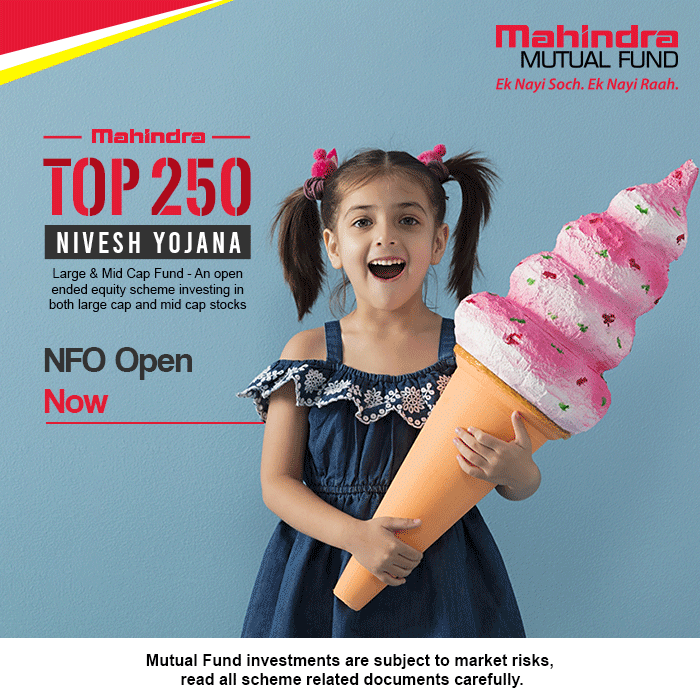 Mahindra
MUTUAL FUND
Ek Nayi Soch. Ek Nayi Raah.
Mahindra
TOP 250
NIVESH YOJANA
Large & Mid Cap Fund - An open
ended equity scheme investing in
both large cap and mid cap stocks
NFO Open
Now
Mutual Fund investments are subject to market risks,
read all scheme related documents carefully.